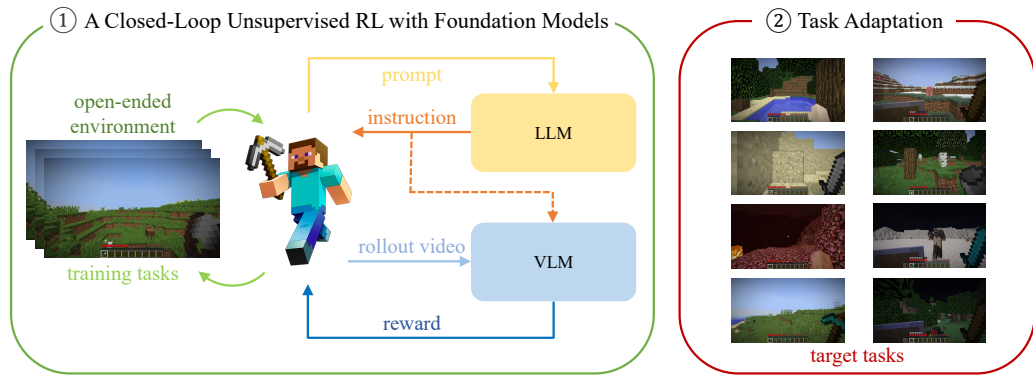 ① A Closed-Loop Unsupervised RL with Foundation Models
prompt
open-ended
environment
instruction
LLM
training tasks
rollout video
VLM
reward
② Task Adaptation
target tasks